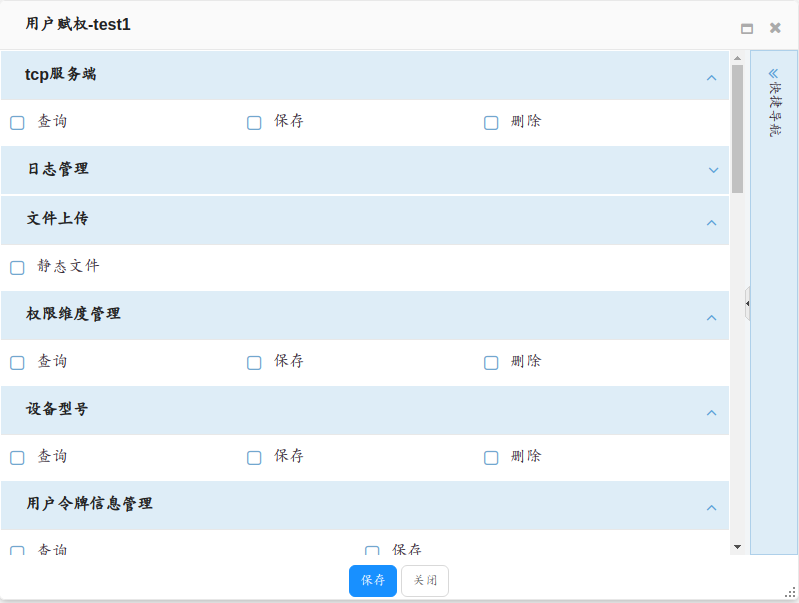 用户赋权-test1
tcp服务端
快捷导航
查询 保存 删除
日志管理
文件上传
静态文件
权限维度管理
查询 保存 删除
设备型号
查询 保存 删除
用户令牌信息管理
查询 保存
保存 关闭